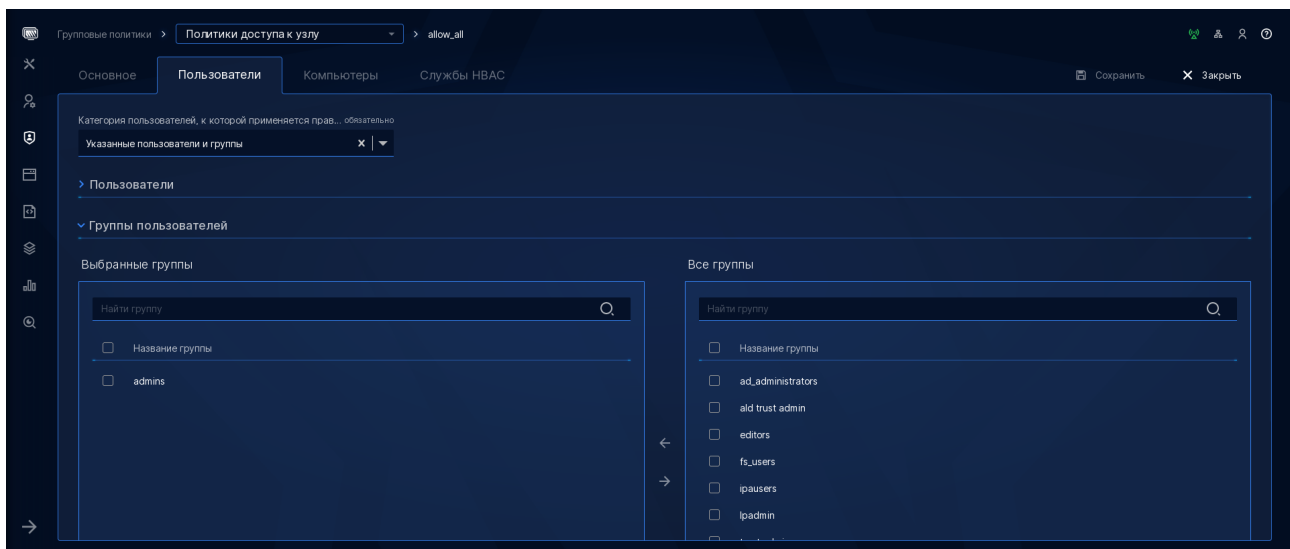 Групповые политики > Политики доступа к узлу > allow_all
Основное Пользователи Компьютеры Службы HBAC Сохранить Закрыть
Категория пользователей, к которой применяется прав... обязательно
Указанные пользователи и группы
Пользователи
Группы пользователей
Выбранные группы Все группы
Найти группу Найти группу
Название группы Название группы
admins ad_administrators
ald trust admin
editors
fs_users
ipausers
lpadmin